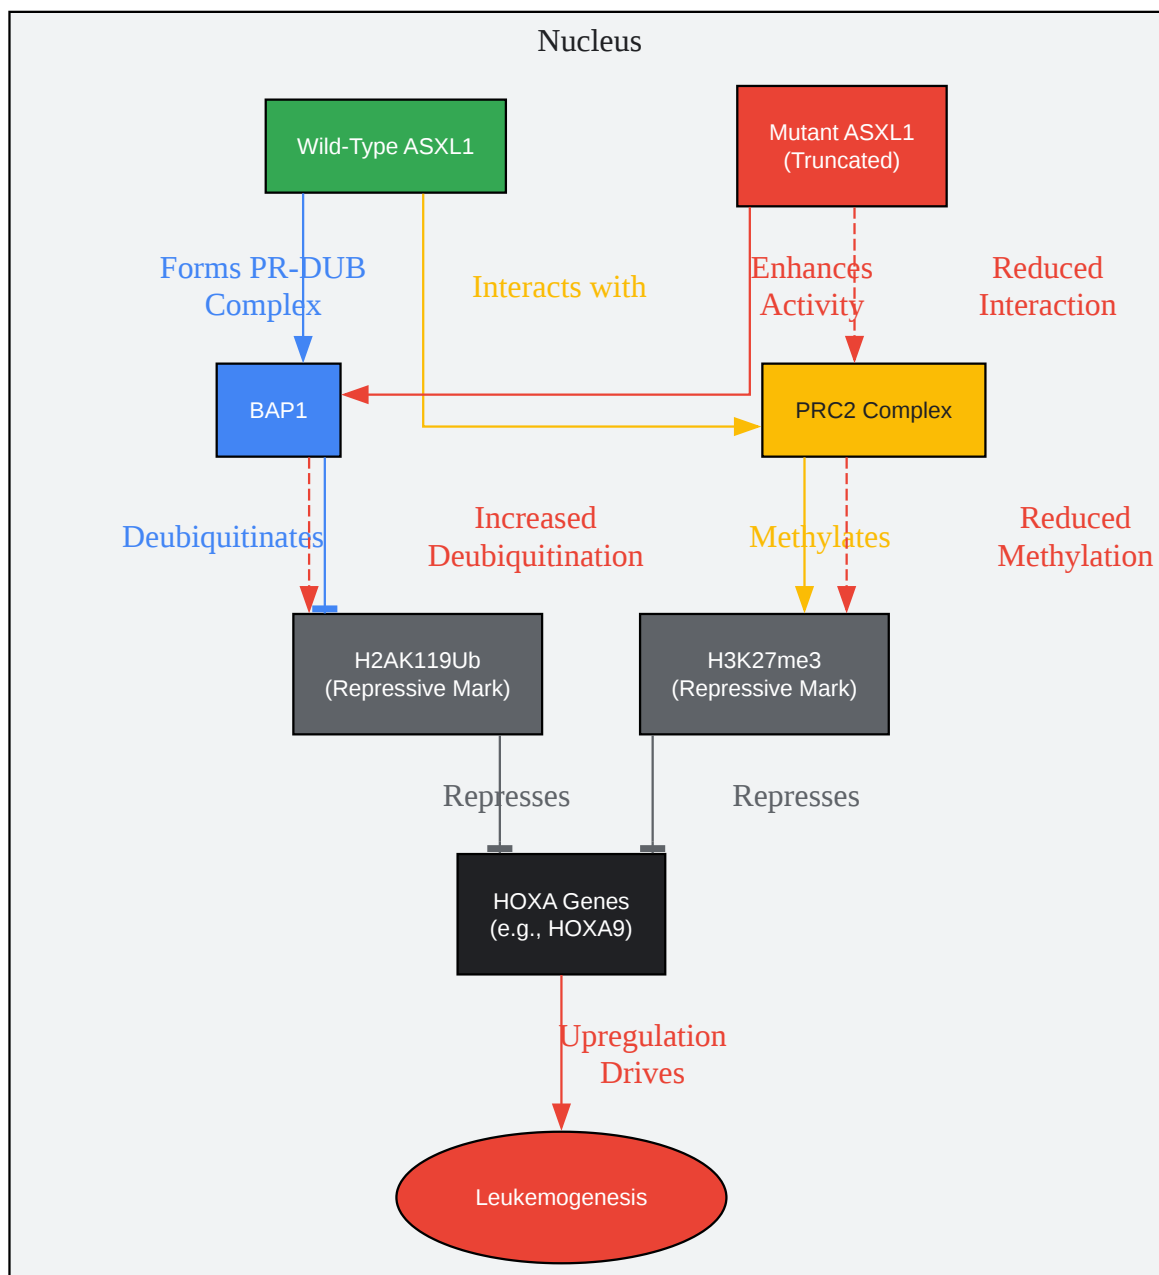 Nucleus
Wild-Type ASXL1
Mutant ASXL1
(Truncated)
Forms PR-DUB
Complex
Interacts with
Enhances
Activity
Reduced
Interaction
BAP1
PRC2 Complex
Deubiquitinates
Increased
Deubiquitination
Methylates
Reduced
Methylation
H2AK119Ub
(Repressive Mark)
H3K27me3
(Repressive Mark)
Represses
Represses
HOXA Genes
(e.g., HOXA9)
Upregulation
Drives
Leukemogenesis